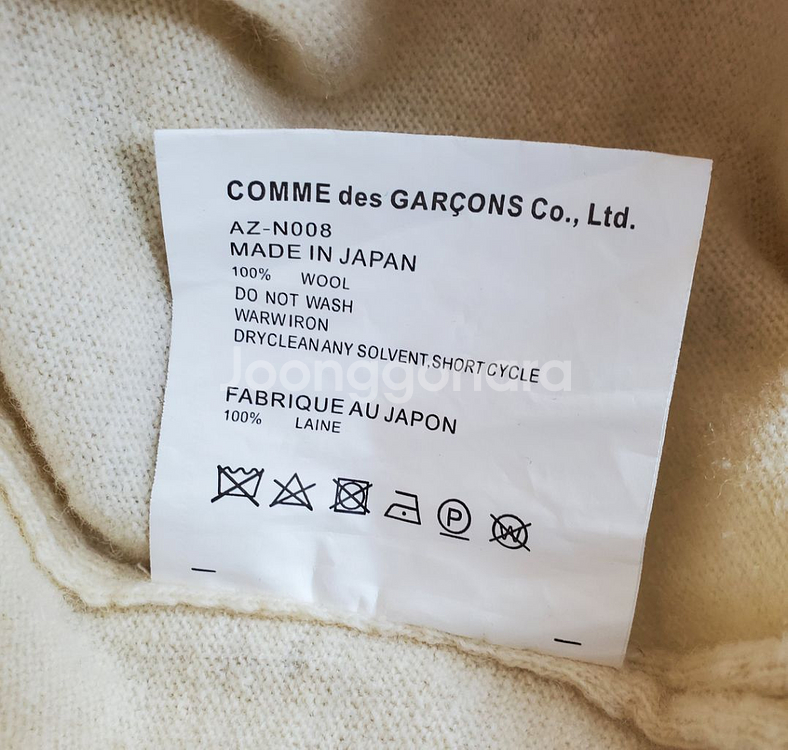 COMME des GARÇONS Co., Ltd.
AZ-N008
MADE IN JAPAN
100% WOOL
DO NOT WASH
WARWIRON
DRYCLEAN ANY SOLVENT,SHORT CYCLE
Joonggonara
FABRIQUE AU JAPON
100% LAINE
P
W